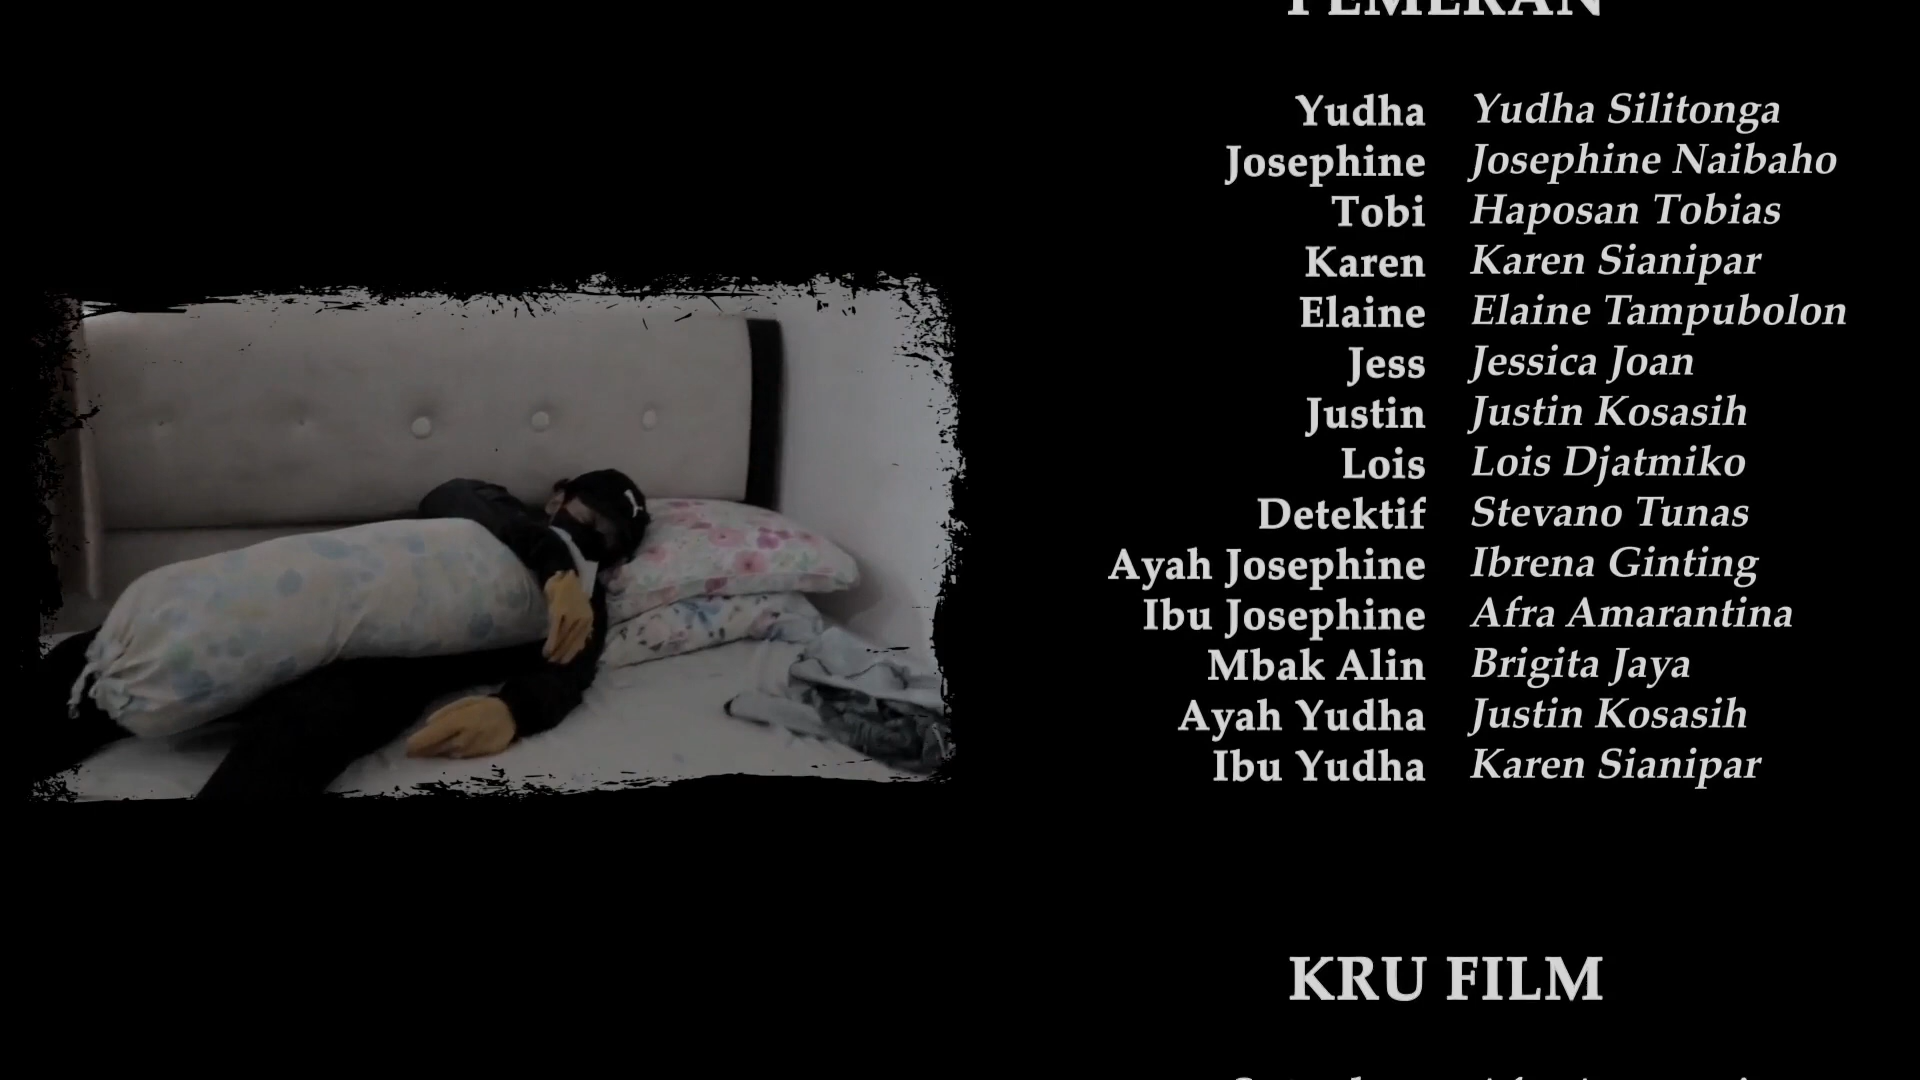 PEMERAN
Yudha Yudha Silitonga
Josephine Josephine Naibaho
Tobi Haposan Tobias
Karen Karen Sianipar
Elaine Elaine Tampubolon
Jess Jessica Joan
Justin Justin Kosasih
Lois Lois Djatmiko
Detektif Stevano Tunas
Ayah Josephine Ibrena Ginting
Ibu Josephine Afra Amarantina
Mbak Alin Brigita Jaya
Ayah Yudha Justin Kosasih
Ibu Yudha Karen Sianipar
KRU FILM